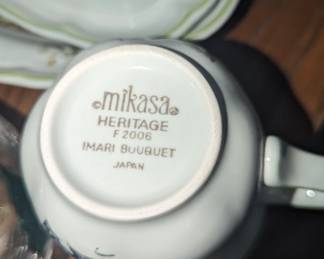 mikasa
HERITAGE
F 2006
IMARI BOUQUET
JAPAN